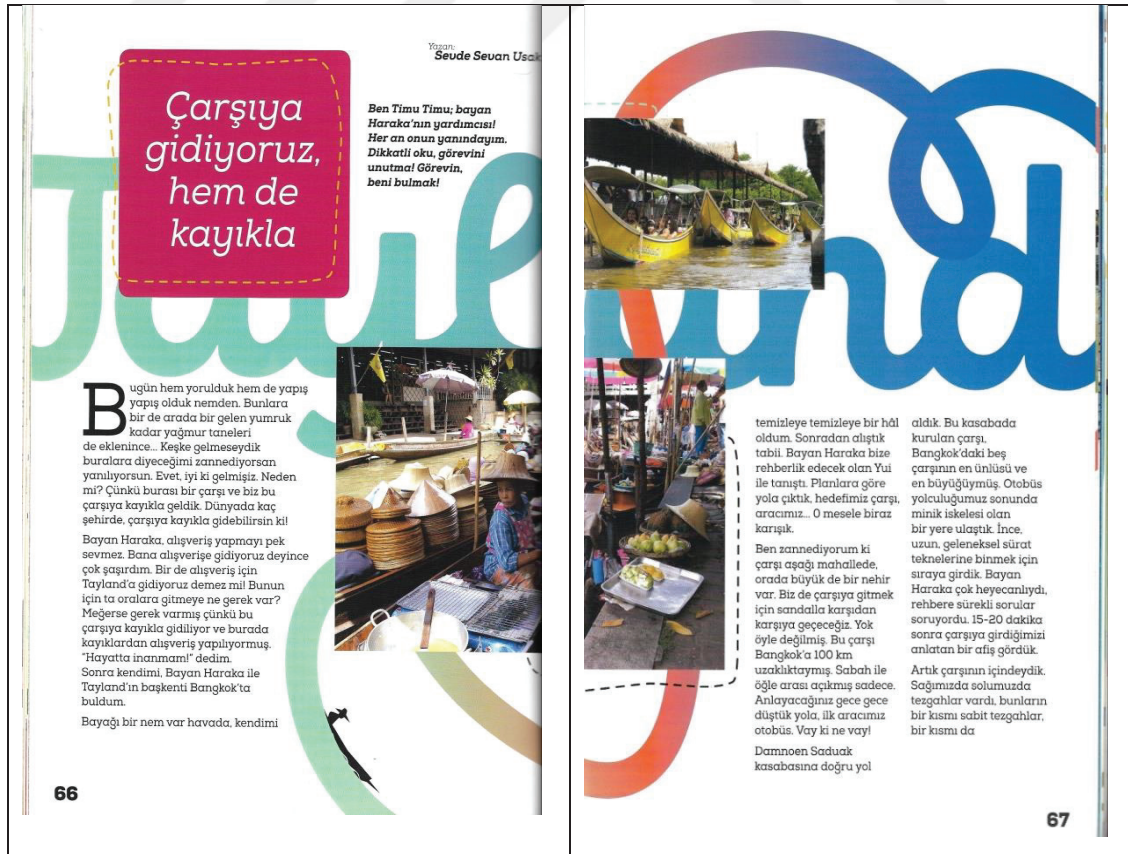 Yazan:
Sevde Sevan Usak
Çarşıya
gidiyoruz,
hem de
kayıkla
Ben Timu Timu; bayan
Haraka’nın yardımcısı!
Her an onun yanındayım.
Dikkatli oku, görevini
unutma! Görevin,
beni bulmak!
Tayland
Bugün hem yorulduk hem de yapış
yapış olduk nemden. Bunlara
bir de arada bir gelen yumruk
kadar yağmur taneleri
de eklenince... Keşke gelmeseydik
buralara diyeceğimi zannediyorsan
yanılıyorsun. Evet, iyi ki gelmişiz. Neden
mi? Çünkü burası bir çarşı ve biz bu
çarşıya kayıkla geldik. Dünyada kaç
şehirde, çarşıya kayıkla gidebilirsin ki!
Bayan Haraka, alışveriş yapmayı pek
sevmez. Bana alışverişe gidiyoruz deyince
çok şaşırdım. Bir de alışveriş için
Tayland’a gidiyoruz demez mi! Bunun
için ta oralara gitmeye ne gerek var?
Meğerse gerek varmış çünkü bu
çarşıya kayıkla gidiliyor ve burada
kayıklardan alışveriş yapılıyormuş.
“Hayatta inanmam!” dedim.
Sonra kendimi, Bayan Haraka ile
Tayland’ın başkenti Bangkok’ta
buldum.
Bayağı bir nem var havada, kendimi
66
temizleye temizleye bir hâl
oldum. Sonradan alıştık
tabii. Bayan Haraka bize
rehberlik edecek olan Yui
ile tanıştı. Planlara göre
yola çıktık, hedefimiz çarşı,
aracımız... O mesele biraz
karışık.
Ben zannediyorum ki
çarşı aşağı mahallede,
orada büyük de bir nehir
var. Biz de çarşıya gitmek
için sandalla karşıdan
karşıya geçeceğiz. Yok
öyle değilmiş. Bu çarşı
Bangkok’a 100 km
uzaklıktaymış. Sabah ile
öğle arası açıkmış sadece.
Anlayacağınız gece gece
düştük yola, ilk aracımız
otobüs. Vay ki ne vay!
Damnoen Saduak
kasabasına doğru yol
aldık. Bu kasabada
kurulan çarşı,
Bangkok’daki beş
çarşının en ünlüsü ve
en büyüğüymüş. Otobüs
yolculuğumuz sonunda
minik iskelesi olan
bir yere ulaştık. İnce,
uzun, geleneksel sürat
teknelerine binmek için
sıraya girdik. Bayan
Haraka çok heyecanlıydı,
rehbere sürekli sorular
soruyordu. 15-20 dakika
sonra çarşıya girdiğimizi
anlatan bir afiş gördük.
Artık çarşının içindeydik.
Sağımızda solumuzda
tezgahlar vardı, bunların
bir kısmı sabit tezgahlar,
bir kısmı da
67